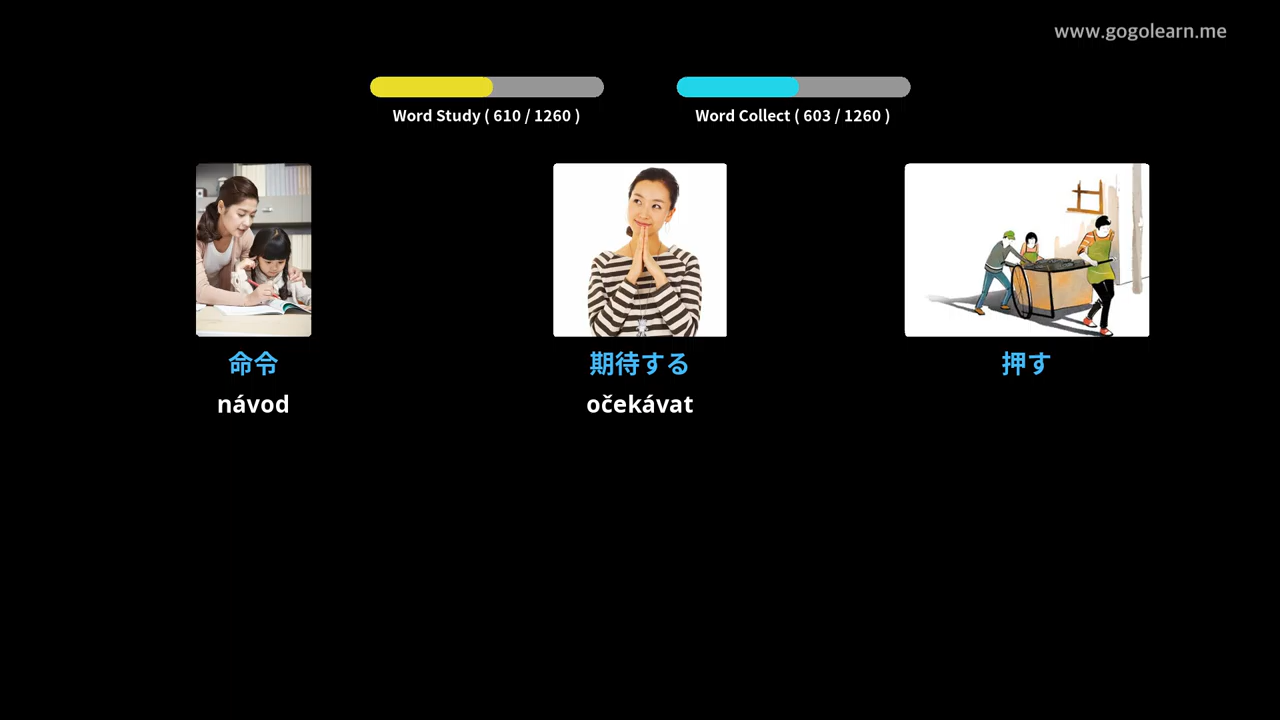 www.gogolearn.me
Word Study ( 610 / 1260 )
Word Collect ( 603 / 1260 )
命令
期待する
押す
návod
očekávat